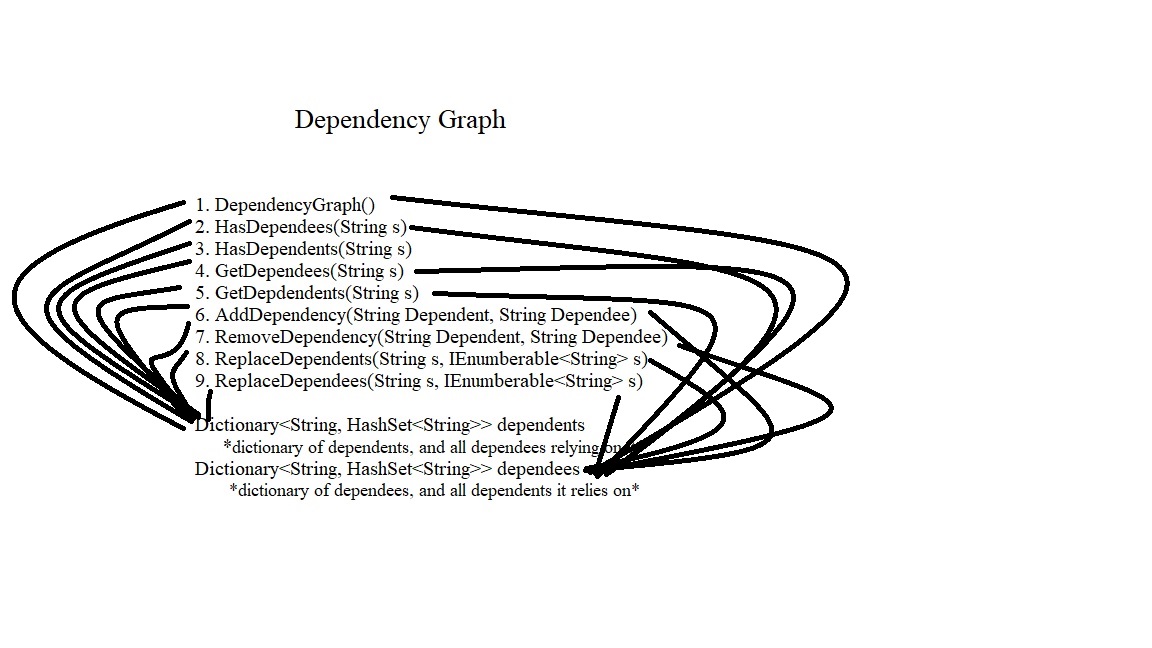 Dependency Graph
1. DependencyGraph()
2. HasDependees(String s)
3. HasDependents(String s)
4. GetDependees(String s)
5. GetDepdendents(String s)
6. AddDependency(String Dependent, String Dependee)
7. RemoveDependency(String Dependent, String Dependee)
8. ReplaceDependents(String s, IEnumberable<String> s)
9. ReplaceDependees(String s, IEnumberable<String> s)
Dictionary<String, HashSet<String>> dependents
*dictionary of dependents, and all dependees relying on
Dictionary<String, HashSet<String>> dependees
*dictionary of dependees, and all dependents it relies on*